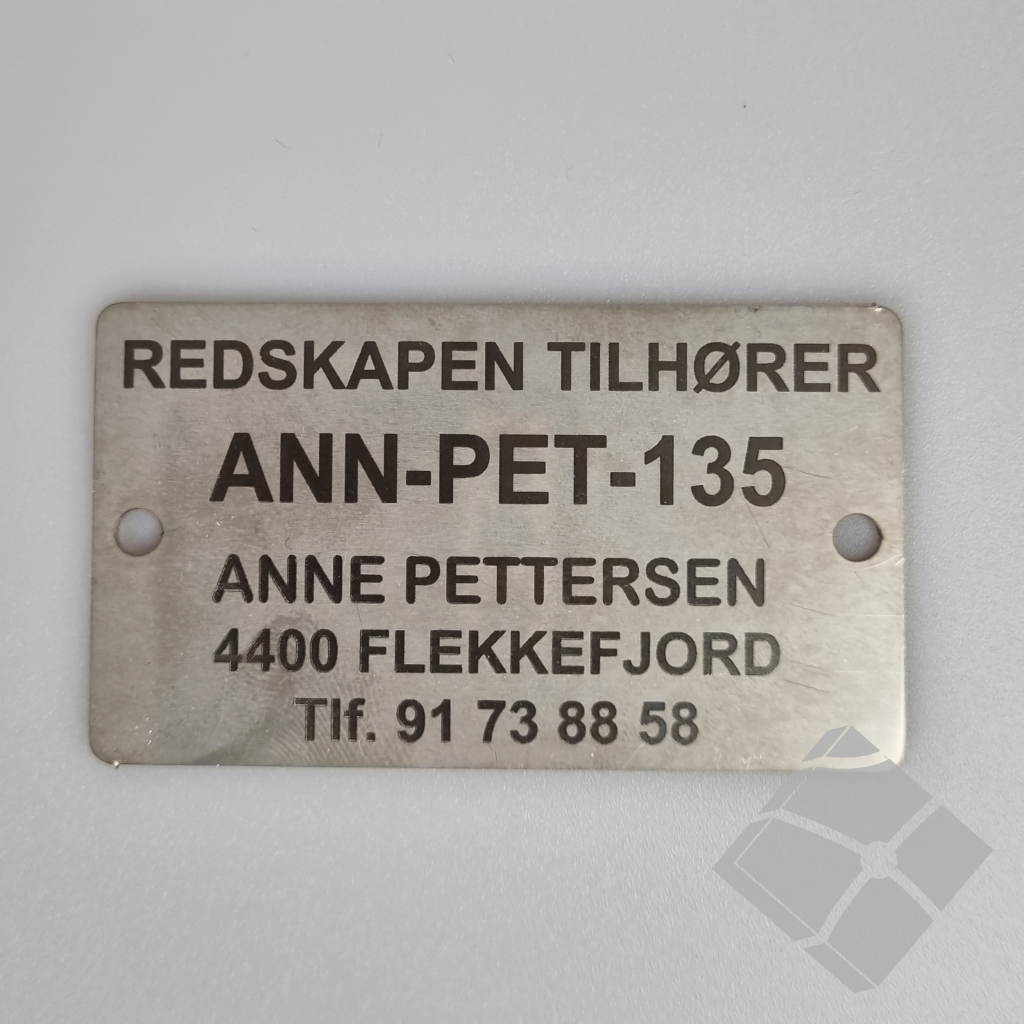 REDSKAPEN TILHØRER
ANN-PET-135
ANNE PETTERSEN
4400 FLEKKEFJORD
Tlf. 91 73 88 58